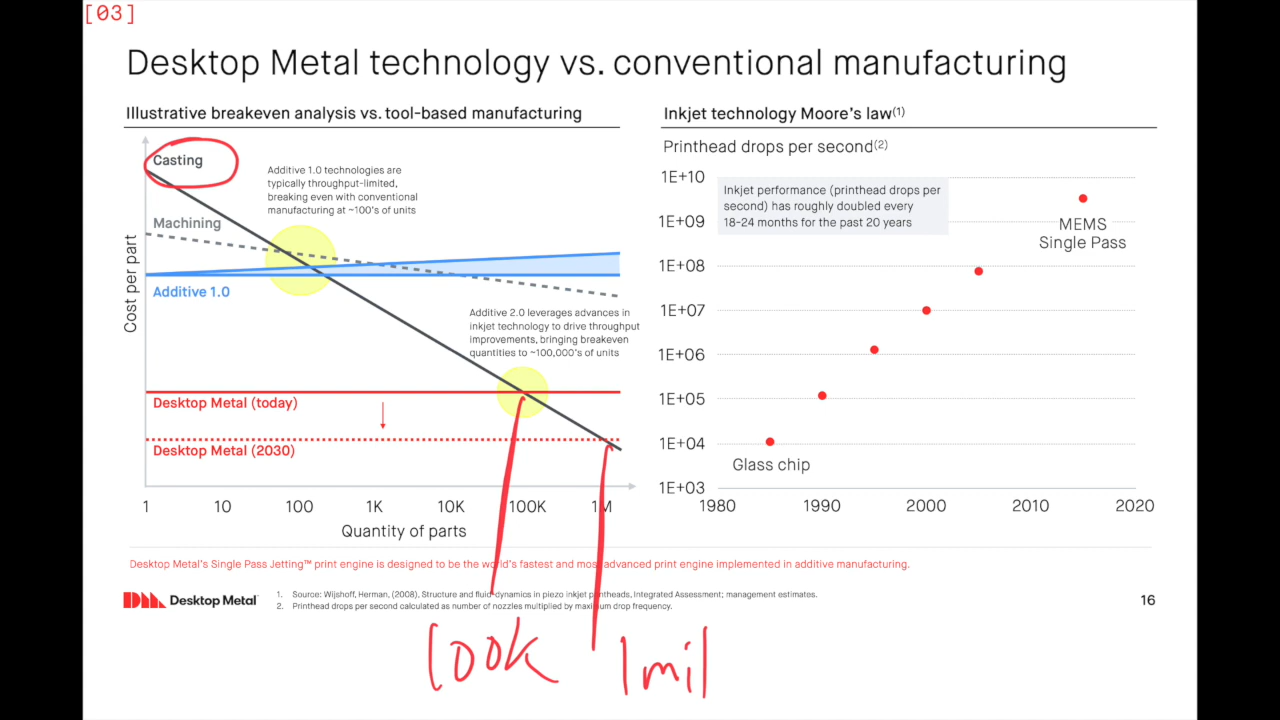 [03]
Desktop Metal technology vs. conventional manufacturing
Illustrative breakeven analysis vs. tool-based manufacturing
Casting
Additive 1.0 technologies are
typically throughput-limited,
breaking even with conventional
manufacturing at ~100's of units
Machining
Additive 1.0
Additive 2.0 leverages advances in
inkjet technology to drive throughput
improvements, bringing breakeven
quantities to ~100,000's of units
Desktop Metal (today)
Desktop Metal (2030)
Cost per part
1 10 100 1K 10K 100K 1M
Quantity of parts
Inkjet technology Moore's law(1)
Printhead drops per second(2)
1E+10
Inkjet performance (printhead drops per
second) has roughly doubled every
18-24 months for the past 20 years
1E+09
MEMS
Single Pass
1E+08
1E+07
1E+06
1E+05
1E+04
Glass chip
1E+03
1980 1990 2000 2010 2020
Desktop Metal's Single Pass Jetting™ print engine is designed to be the world's fastest and most advanced print engine implemented in additive manufacturing.
Desktop Metal
1. Source: Wijshoff, Herman, (2008), Structure and fluid-dynamics in piezo inkjet printheads, Integrated Assessment; management estimates.
2. Printhead drops per second calculated as number of nozzles multiplied by maximum drop frequency.
16
100K 1mil